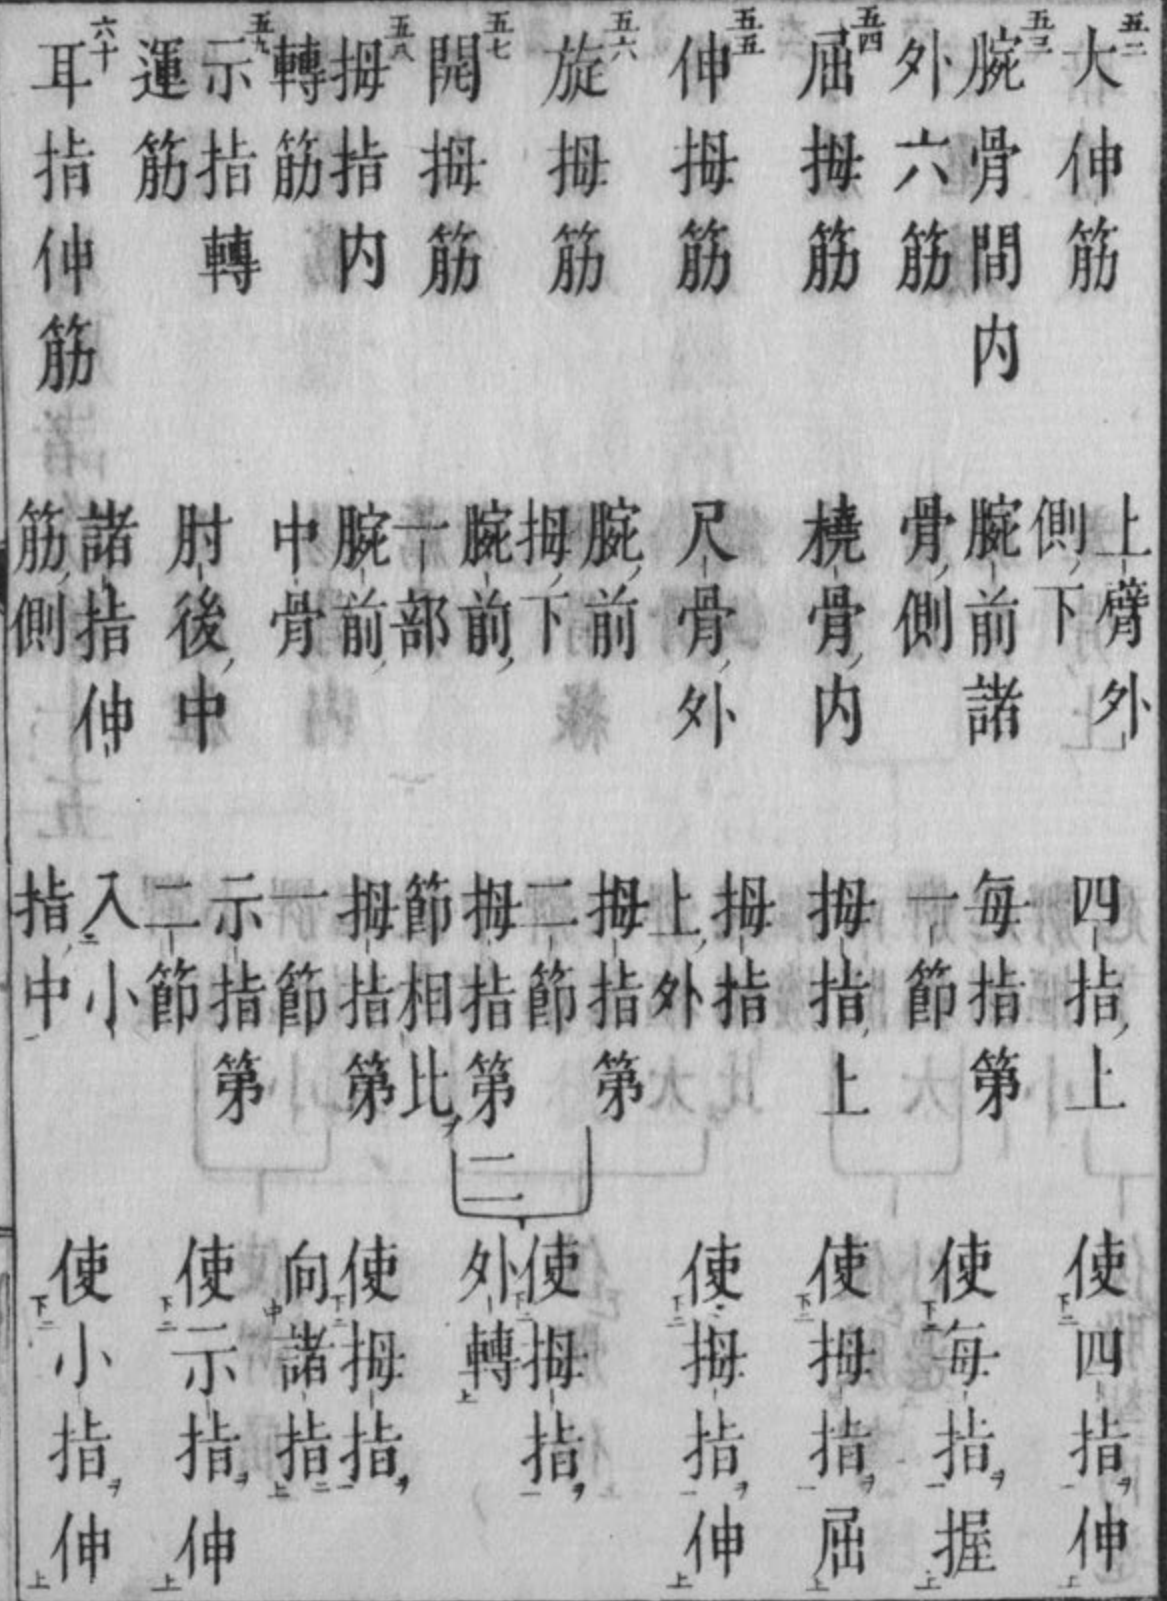 五二
大伸筋
上臂外
側下
四指上
使四指伸
五三
腕骨間内
外六筋
腕前諸
骨側
每指第
一節
使每指握
五四
屈拇筋
橈骨内
拇指上
使拇指屈
五五
伸拇筋
尺骨外
拇指
上外
使拇指伸
五六
旋拇筋
腕前
拇下
拇指第
二節
五七
開拇筋
腕前
一部
拇指第二
節相比
使拇指
外轉
五八
拇指内
轉筋
腕前
中骨
拇指第
一節
使拇指
向諸指
五九
示指轉
運筋
肘後中
示指第
二節
使示指伸
六十
耳指伸筋
諸指伸
筋側
入小
指中
使小指伸